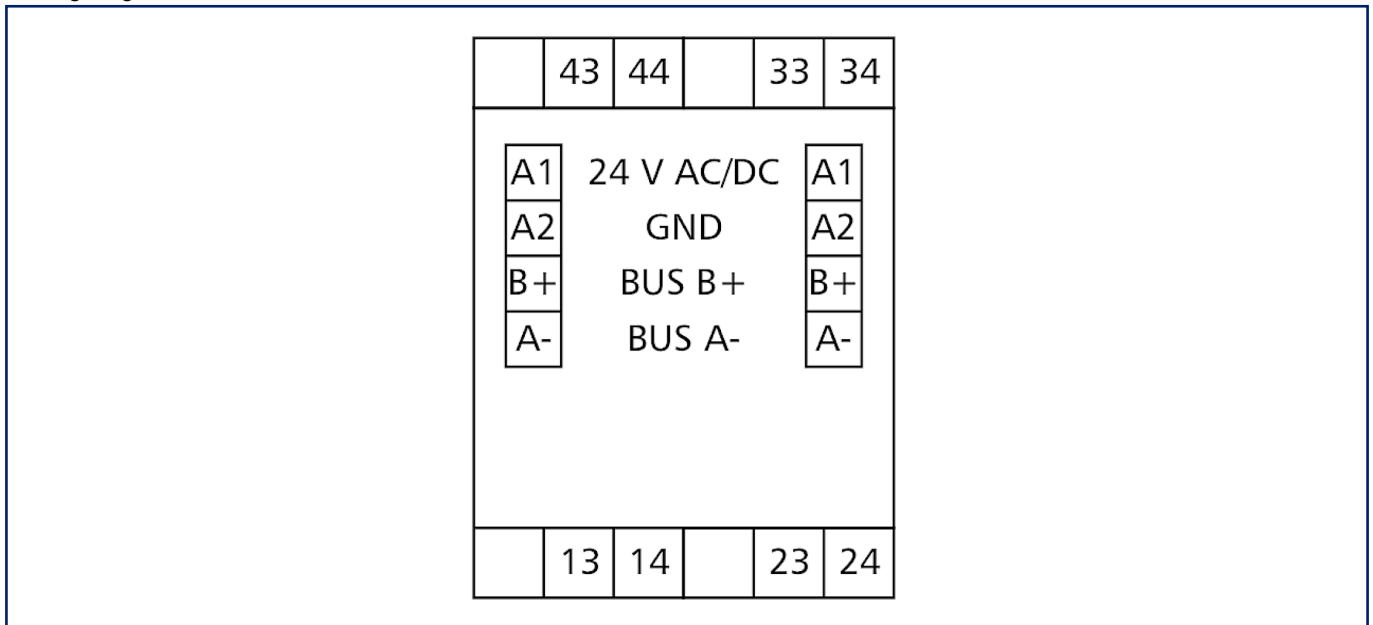 43 44 33 34
A1 24 V AC/DC A1
A2 GND A2
B+ BUS B+ B+
A- BUS A- A-
13 14 23 24